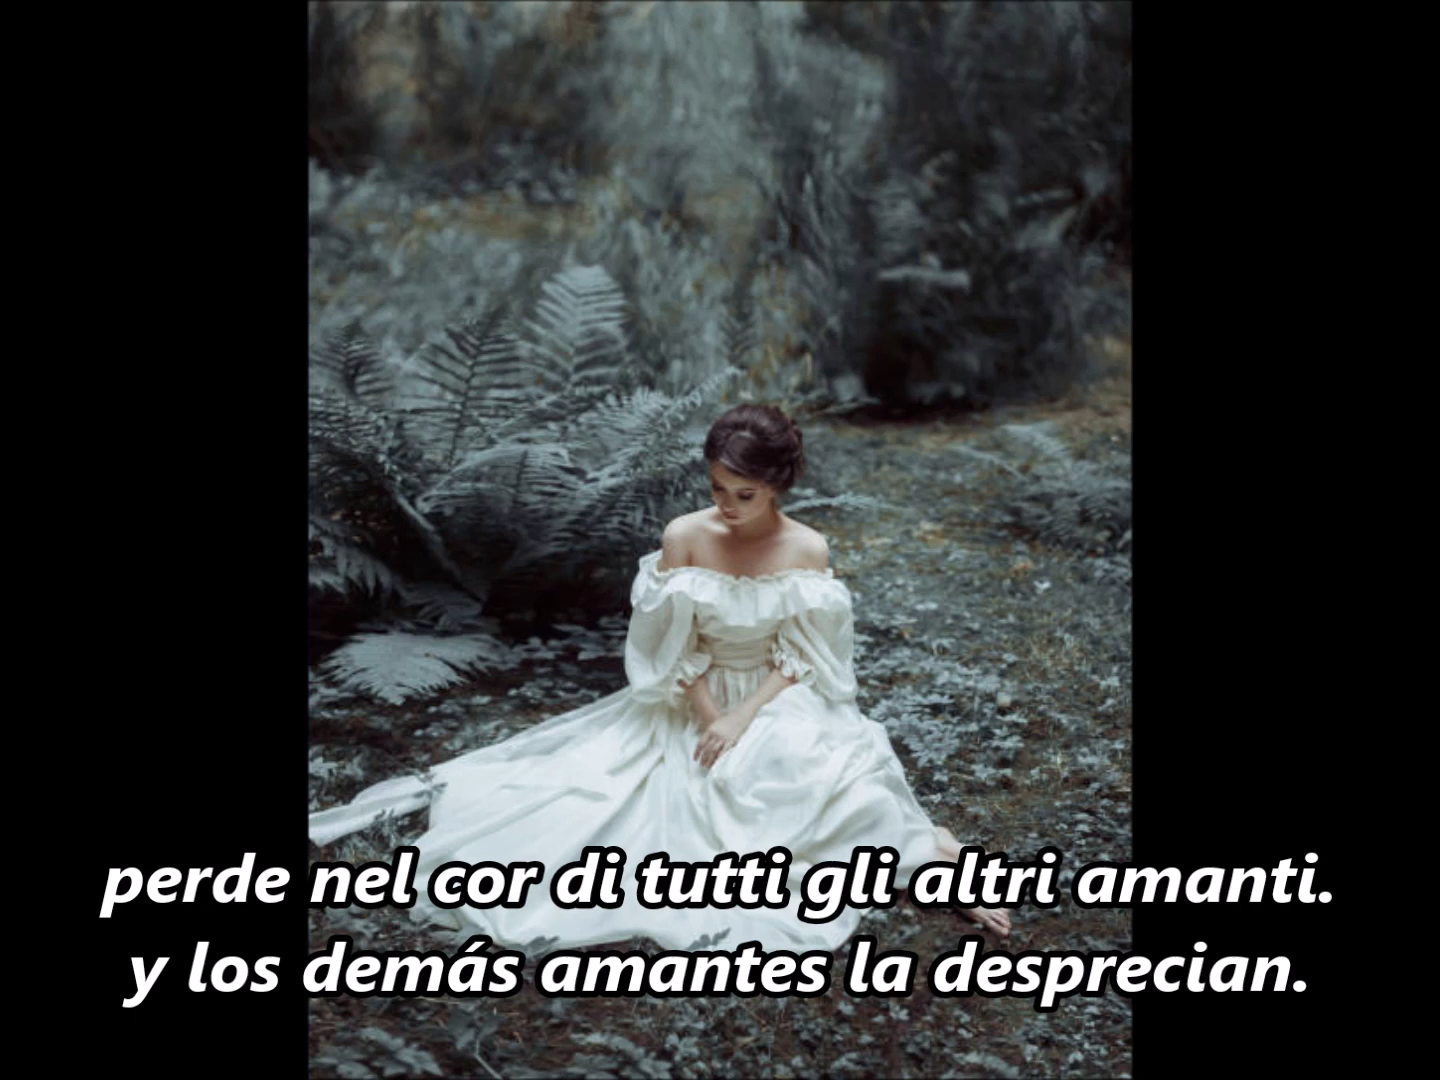 perde nel cor di tutti gli altri amanti.
y los demás amantes la desprecian.